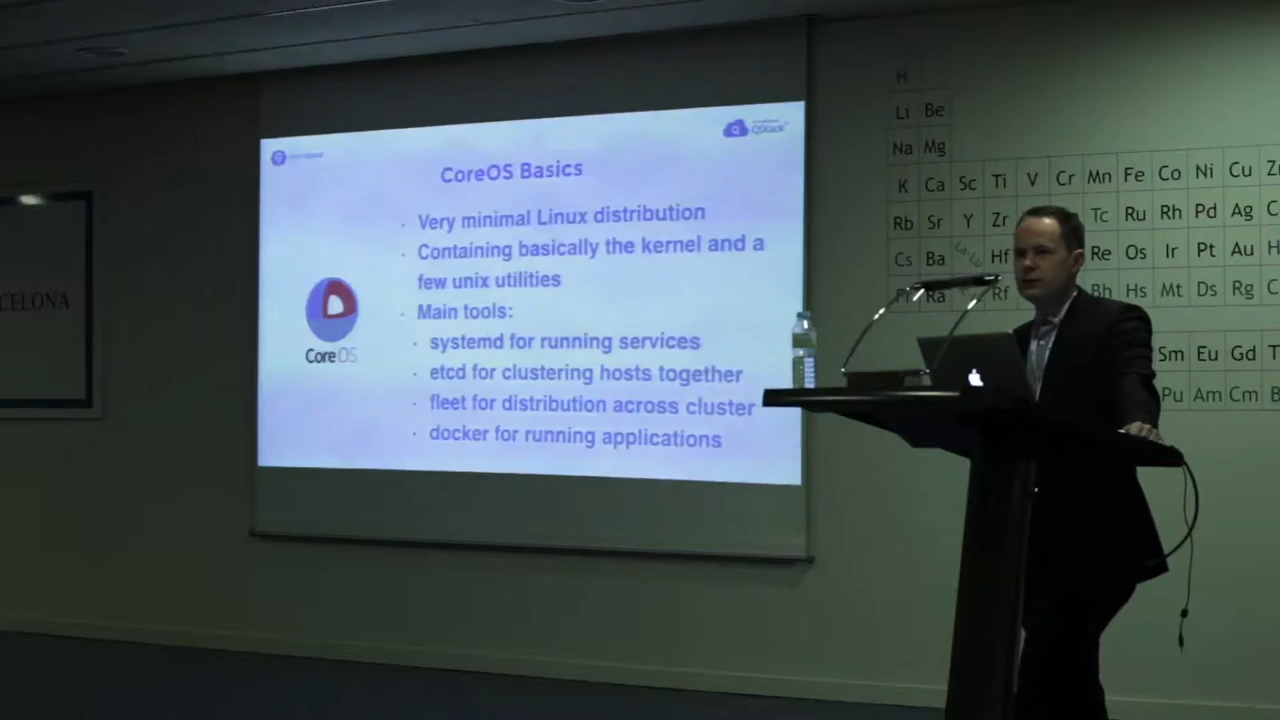 QStack
CoreOS Basics
Very minimal Linux distribution
Containing basically the kernel and a
few unix utilities
Main tools:
systemd for running services
etcd for clustering hosts together
fleet for distribution across cluster
docker for running applications
CoreOS
CELONA
H
Li Be
Na Mg
K Ca Sc Ti V Cr Mn Fe Co Ni Cu
Rb Sr Y Zr Tc Ru Rh Pd Ag
Cs Ba La-Lu Hf Re Os Ir Pt Au
Ra Rf Bh Hs Mt Ds Rg
Sm Eu Gd
Pu Am Cm